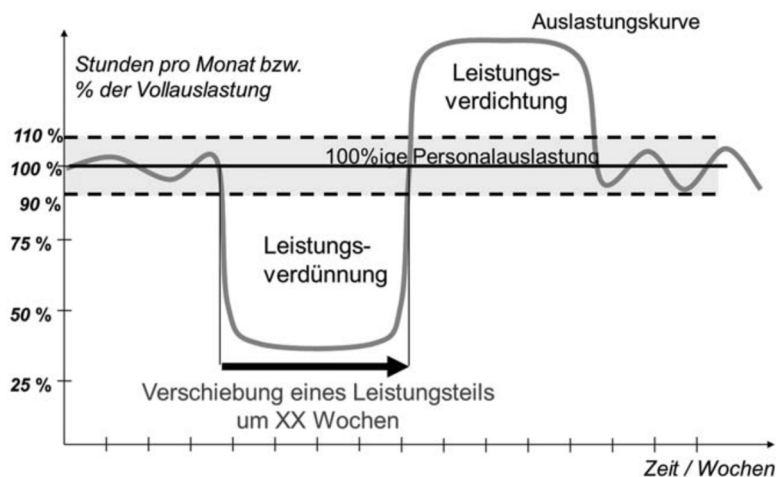 Auslastungskurve
Stunden pro Monat bzw.
% der Vollauslastung
Leistungs-
verdichtung
110 %
100%ige Personalauslastung
100 %
90 %
Leistungs-
verdünnung
75 %
50 %
25 %
Verschiebung eines Leistungsteils
um XX Wochen
Zeit / Wochen